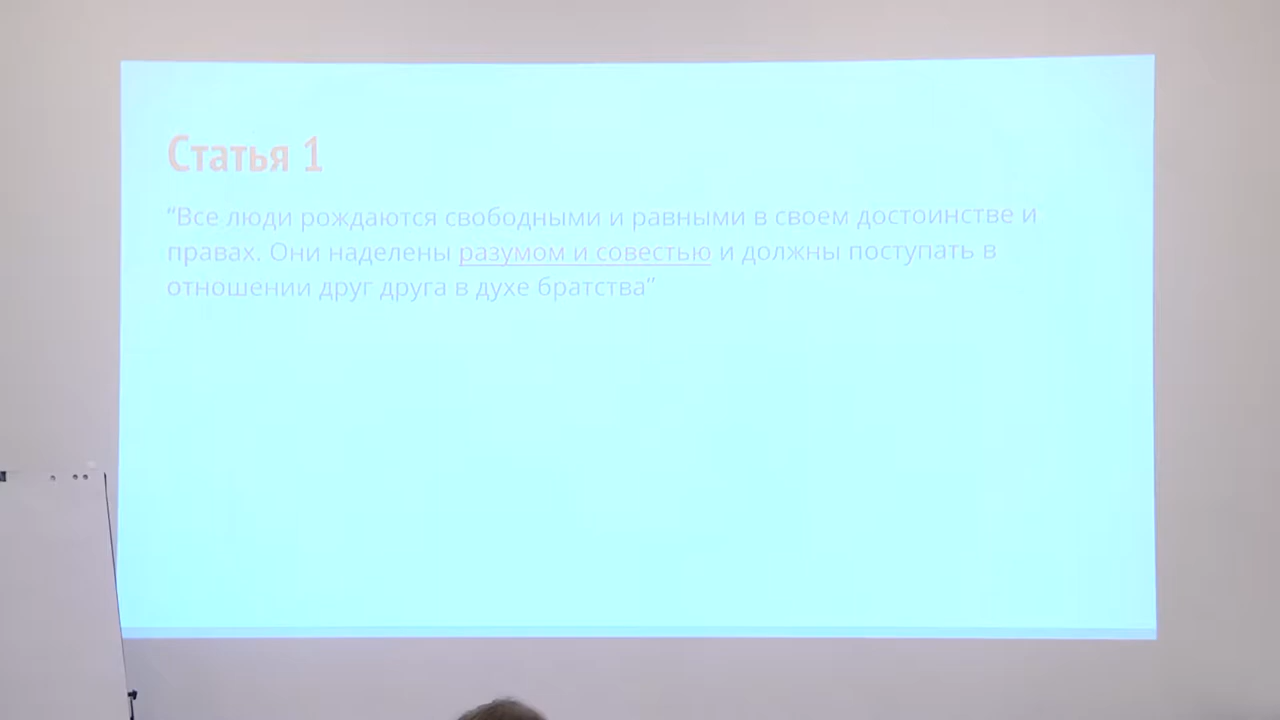 Статья 1
“Все люди рождаются свободными и равными в своем достоинстве и
правах. Они наделены разумом и совестью и должны поступать в
отношении друг друга в духе братства”